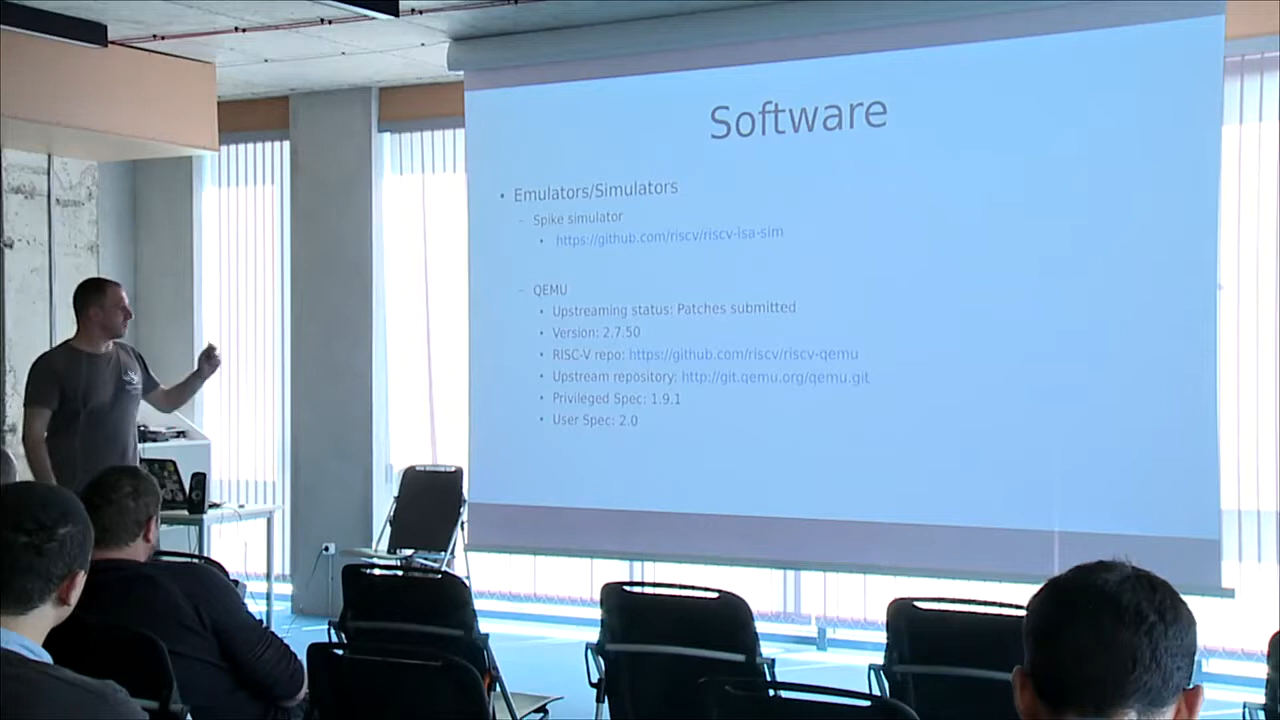 Software
• Emulators/Simulators
– Spike simulator
• https://github.com/riscv/riscv-isa-sim
– QEMU
• Upstreaming status: Patches submitted
• Version: 2.7.50
• RISC-V repo: https://github.com/riscv/riscv-qemu
• Upstream repository: http://git.qemu.org/qemu.git
• Privileged Spec: 1.9.1
• User Spec: 2.0